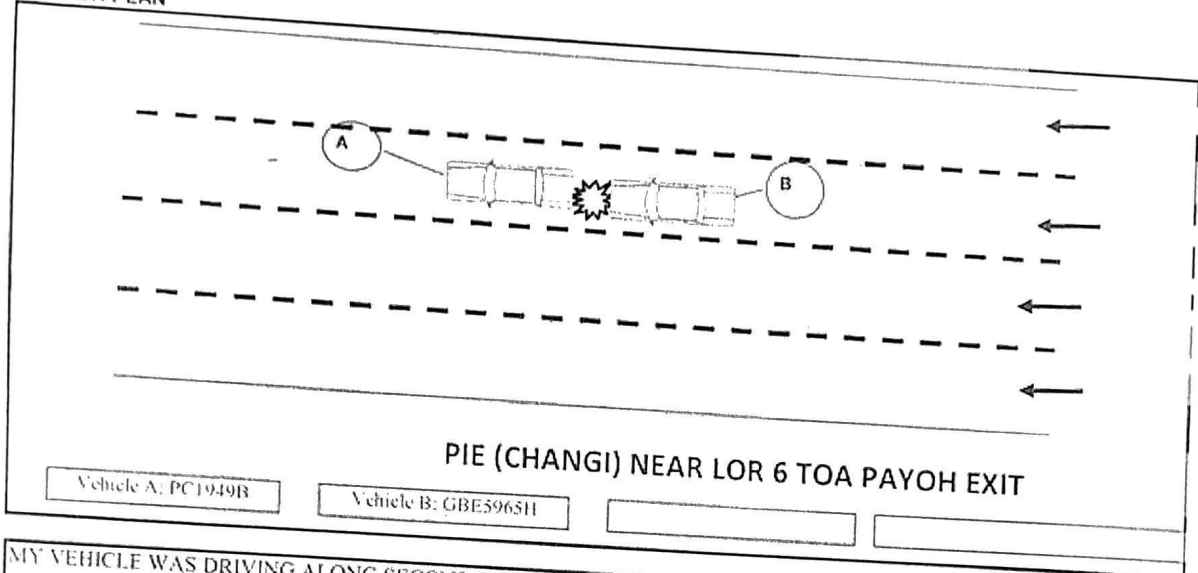 A
B
PIE (CHANGI) NEAR LOR 6 TOA PAYOH EXIT
Vehicle A: PC1949B
Vehicle B: GBE5965H
MY VEHICLE WAS DRIVING ALONG